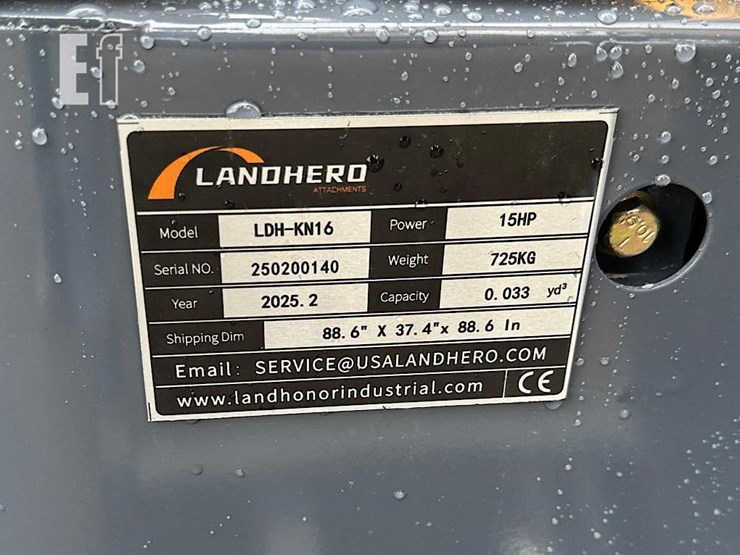 Ef
LANDHERO
ATTACHMENTS
Model LDH-KN16 Power 15HP
Serial NO. 250200140 Weight 725KG
Year 2025.2 Capacity 0.033 yd³
Shipping Dim 88.6" X 37.4"x 88.6 In
Email: SERVICE@USALANDHERO.COM
www.landhonorindustrial.com CE